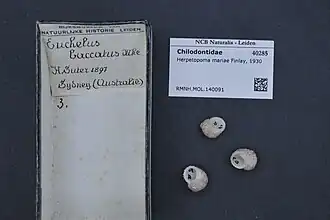 NATUURLIJKE HISTORIE LEIDEN
Euchelus
baccatus Mke
H. Suter 1897
Sydney (Australie)
3.
NCB Naturalis - Leiden
Chilodontidae 40285
Herpetopoma mariae Finlay, 1930
RMNH.MOL.140091